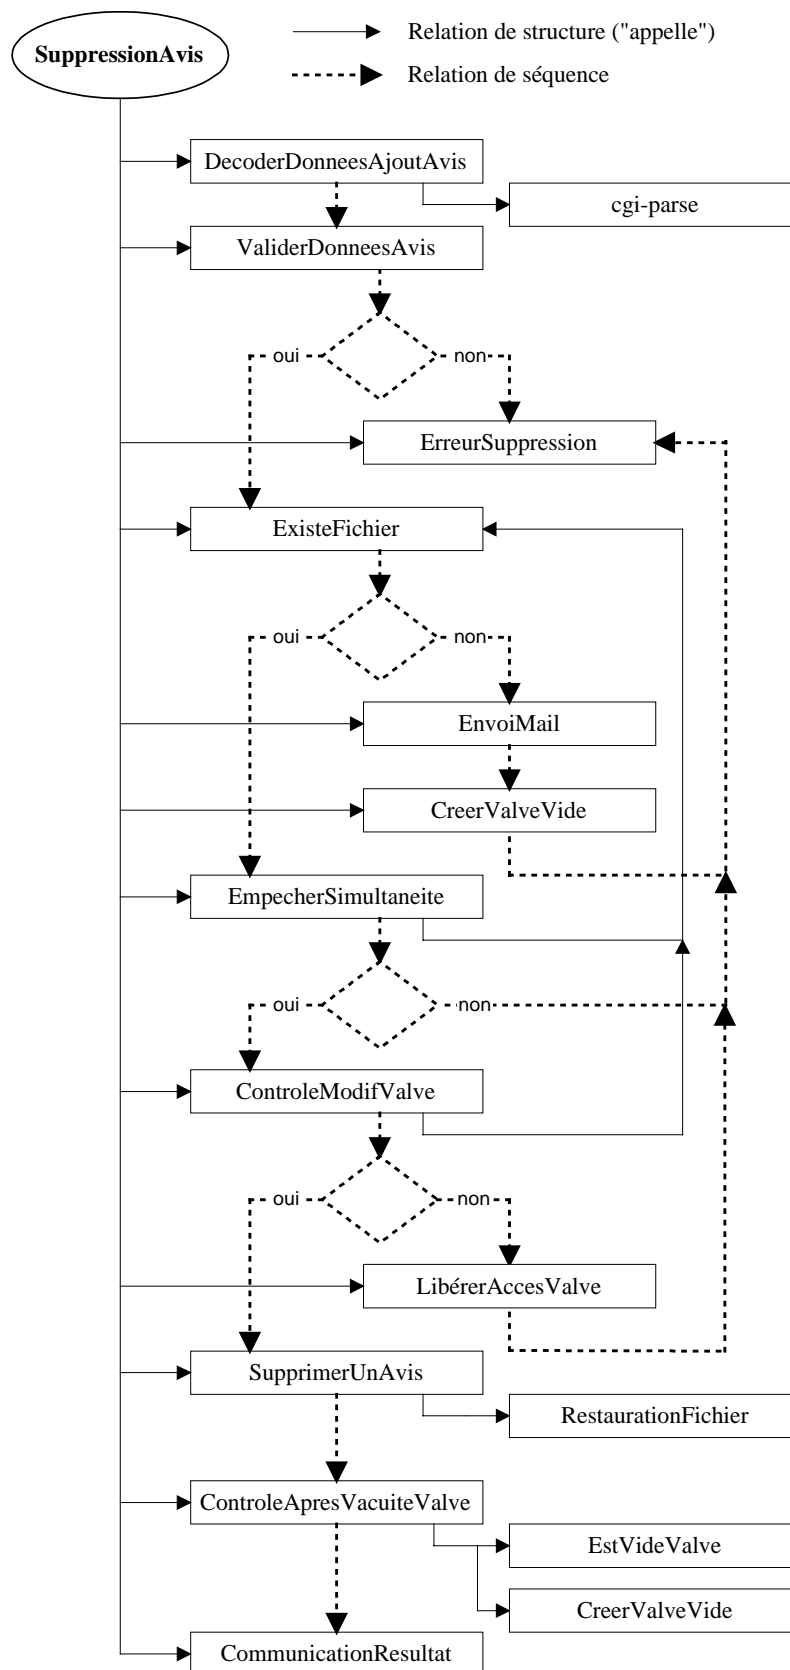 SuppressionAvis
Relation de structure ("appelle")
Relation de séquence
DecoderDonneesAjoutAvis
cgi-parse
ValiderDonneesAvis
oui
non
ErreurSuppression
ExisteFichier
oui
non
EnvoiMail
CreerValveVide
EmpecherSimultaneite
oui
non
ControleModifValve
oui
non
LibérerAccesValve
SupprimerUnAvis
RestaurationFichier
ControleApresVacuiteValve
EstVideValve
CreerValveVide
CommunicationResultat